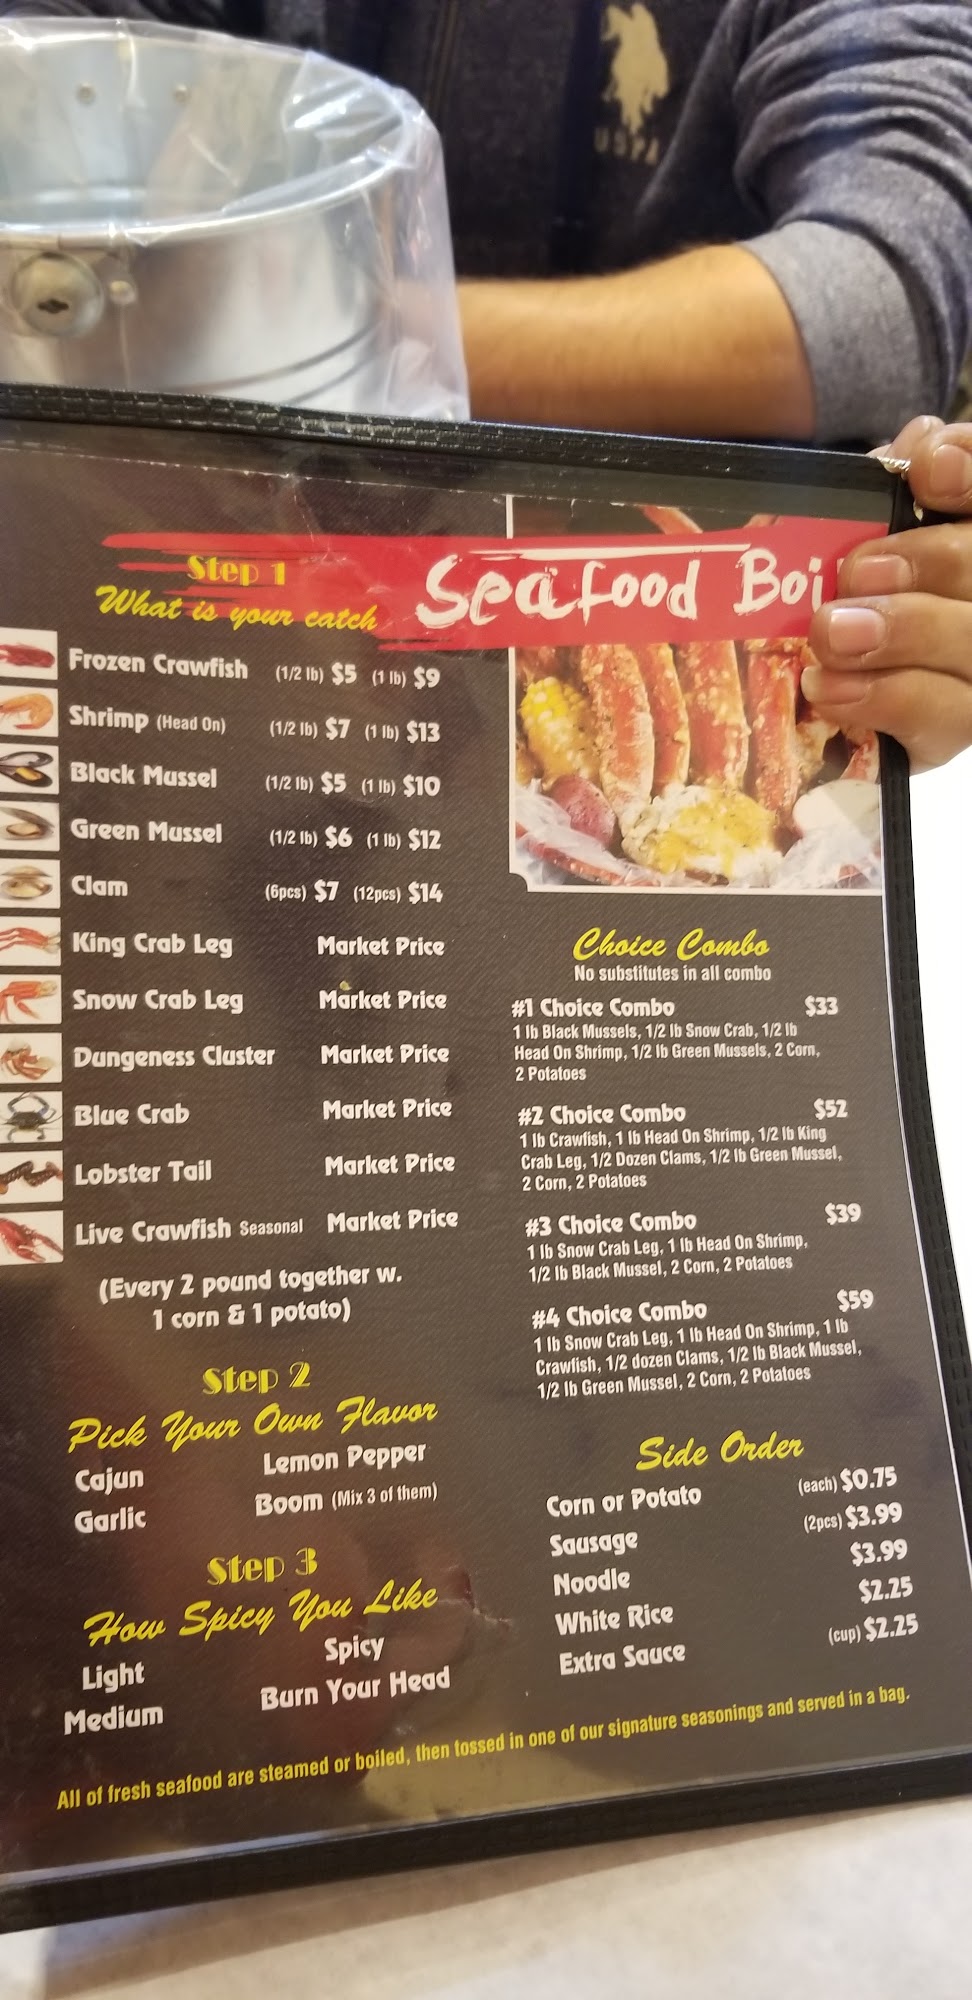 USPA
Seafood Boi
Step 1
What is your catch
Frozen Crawfish (1/2 lb) $5 (1 lb) $9
Shrimp (Head On) (1/2 lb) $7 (1 lb) $13
Black Mussel (1/2 lb) $5 (1 lb) $10
Green Mussel (1/2 lb) $6 (1 lb) $12
Clam (6pcs) $7 (12pcs) $14
King Crab Leg Market Price
Snow Crab Leg Market Price
Dungeness Cluster Market Price
Blue Crab Market Price
Lobster Tail Market Price
Live Crawfish Seasonal Market Price
(Every 2 pound together w.
1 corn & 1 potato)
Step 2
Pick Your Own Flavor
Cajun Lemon Pepper
Garlic Boom (Mix 3 of them)
Step 3
How Spicy You Like
Light Spicy
Medium Burn Your Head
Choice Combo
No substitutes in all combo
#1 Choice Combo $33
1 lb Black Mussels, 1/2 lb Snow Crab, 1/2 lb
Head On Shrimp, 1/2 lb Green Mussels, 2 Corn,
2 Potatoes
#2 Choice Combo $52
1 lb Crawfish, 1 lb Head On Shrimp, 1/2 lb King
Crab Leg, 1/2 Dozen Clams, 1/2 lb Green Mussel,
2 Corn, 2 Potatoes
#3 Choice Combo $39
1 lb Snow Crab Leg, 1 lb Head On Shrimp,
1/2 lb Black Mussel, 2 Corn, 2 Potatoes
#4 Choice Combo $59
1 lb Snow Crab Leg, 1 lb Head On Shrimp, 1 lb
Crawfish, 1/2 dozen Clams, 1/2 lb Black Mussel,
1/2 lb Green Mussel, 2 Corn, 2 Potatoes
Side Order
Corn or Potato (each) $0.75
Sausage (2pcs) $3.99
Noodle $3.99
White Rice $2.25
Extra Sauce (cup) $2.25
All of fresh seafood are steamed or boiled, then tossed in one of our signature seasonings and served in a bag.